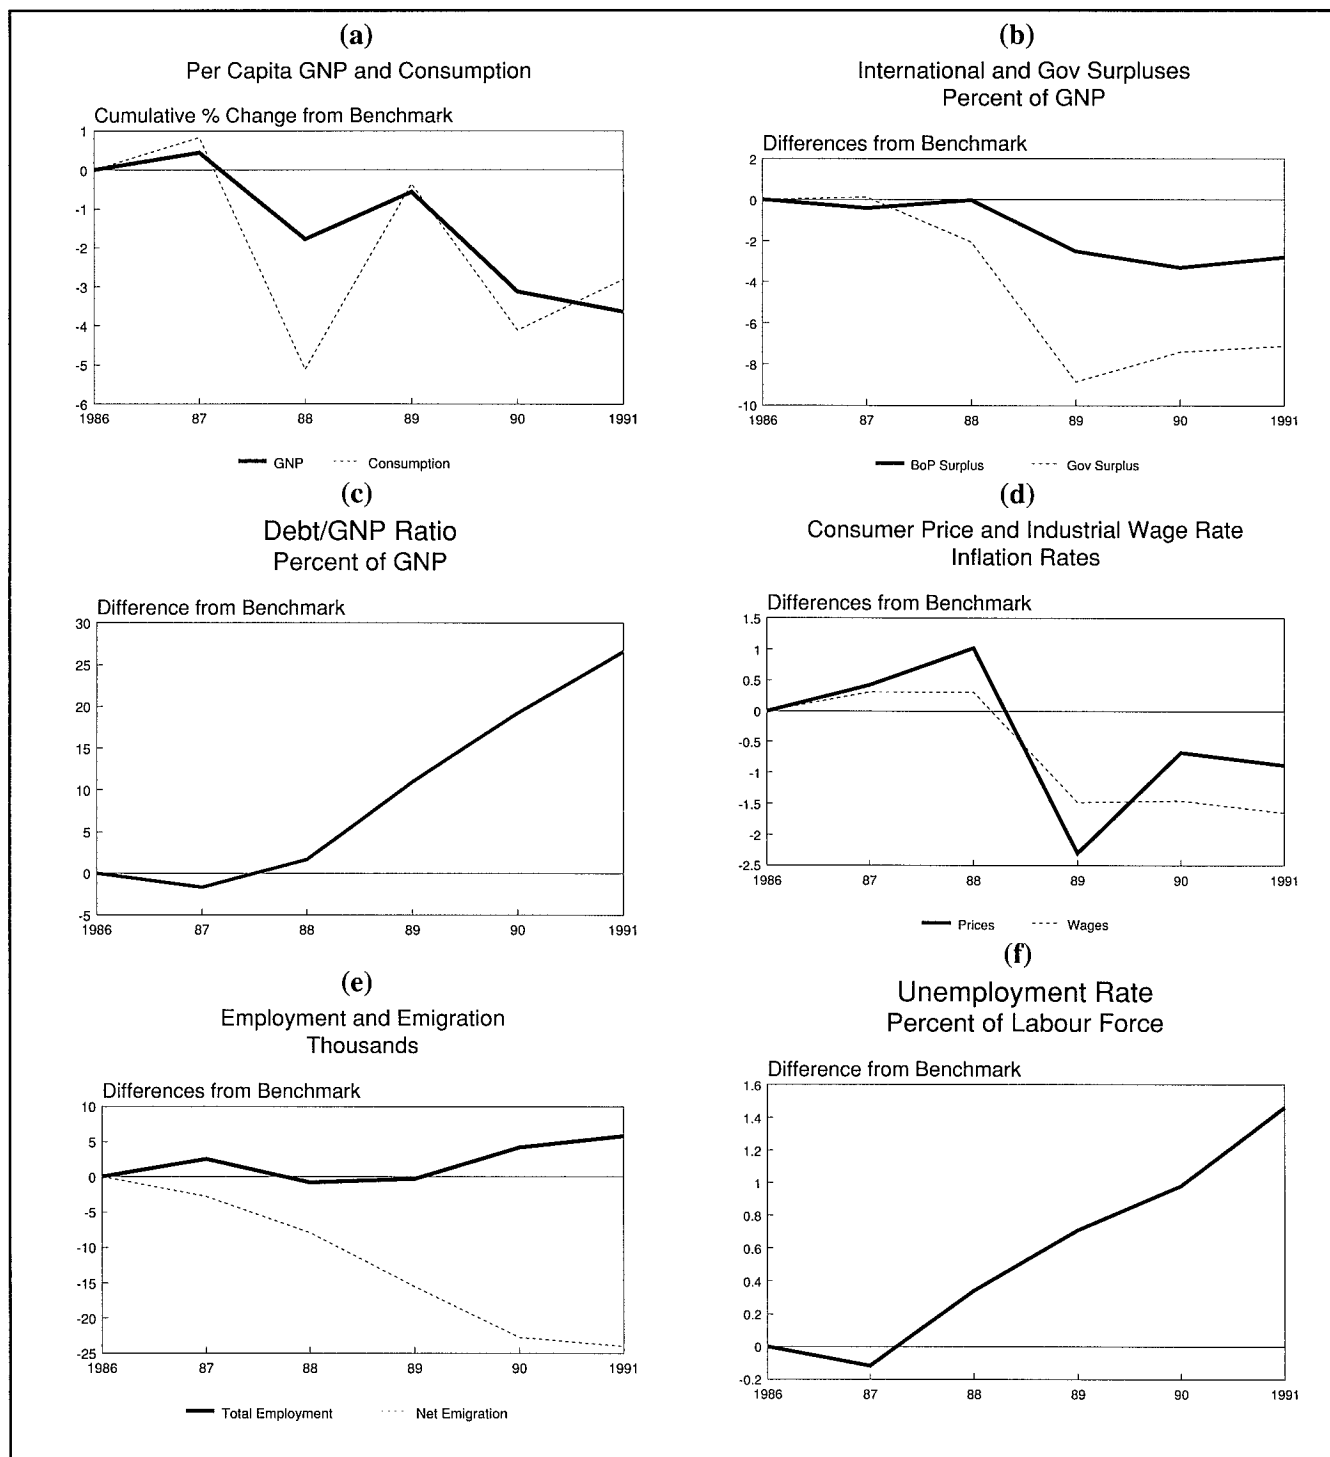 (a)
Per Capita GNP and Consumption
Cumulative % Change from Benchmark
1
0
-1
-2
-3
-4
-5
-6
1986 87 88 89 90 1991
GNP Consumption
(b)
International and Gov Surpluses
Percent of GNP
Differences from Benchmark
2
0
-2
-4
-6
-8
-10
1986 87 88 89 90 1991
BoP Surplus Gov Surplus
(c)
Debt/GNP Ratio
Percent of GNP
Difference from Benchmark
30
25
20
15
10
5
0
-5
1986 87 88 89 90 1991
(d)
Consumer Price and Industrial Wage Rate
Inflation Rates
Differences from Benchmark
1.5
1
0.5
0
-0.5
-1
-1.5
-2
-2.5
1986 87 88 89 90 1991
Prices Wages
(e)
Employment and Emigration
Thousands
Differences from Benchmark
10
5
0
-5
-10
-15
-20
-25
1986 87 88 89 90 1991
Total Employment Net Emigration
(f)
Unemployment Rate
Percent of Labour Force
Difference from Benchmark
1.6
1.4
1.2
1
0.8
0.6
0.4
0.2
0
-0.2
1986 87 88 89 90 1991